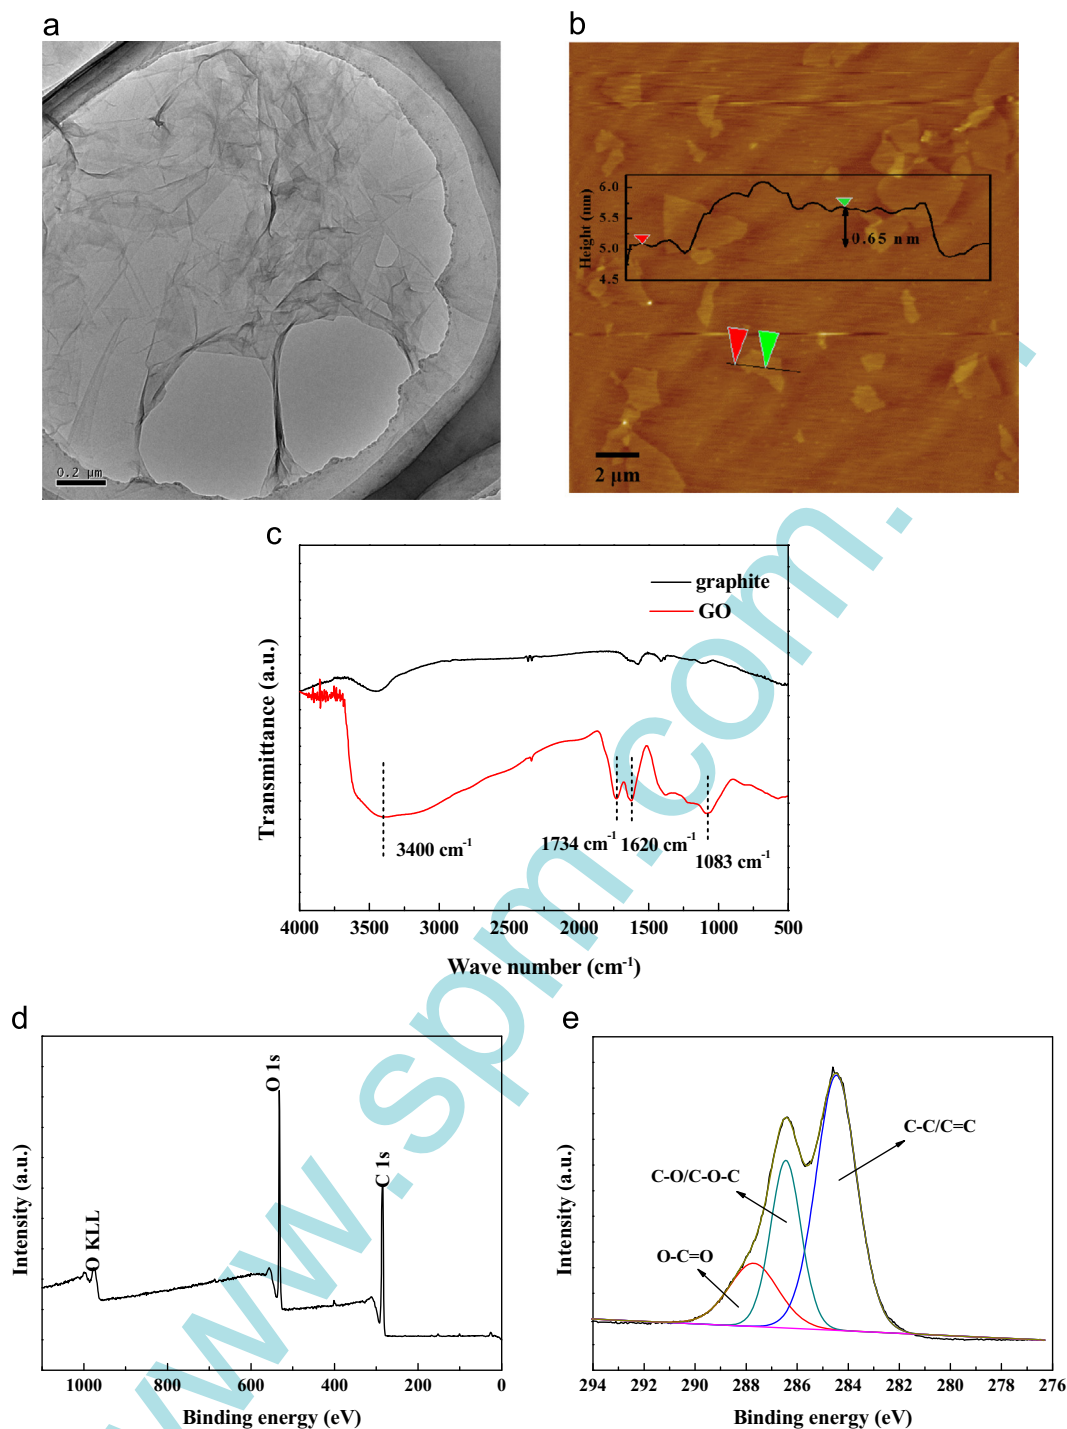 a
b
0.2 μm
6.0
5.5
5.0
4.5
Height (nm)
0.65 nm
2 μm
c
graphite
GO
Transmittance (a.u.)
3400 cm-1
1734 cm-1
1620 cm-1
1083 cm-1
4000 3500 3000 2500 2000 1500 1000 500
Wave number (cm-1)
d
O KLL
O 1s
C 1s
Intensity (a.u.)
1000 800 600 400 200 0
Binding energy (eV)
e
C-C/C=C
C-O/C-O-C
O-C=O
Intensity (a.u.)
294 292 290 288 286 284 282 280 278 276
Binding energy (eV)
www.spm.com.